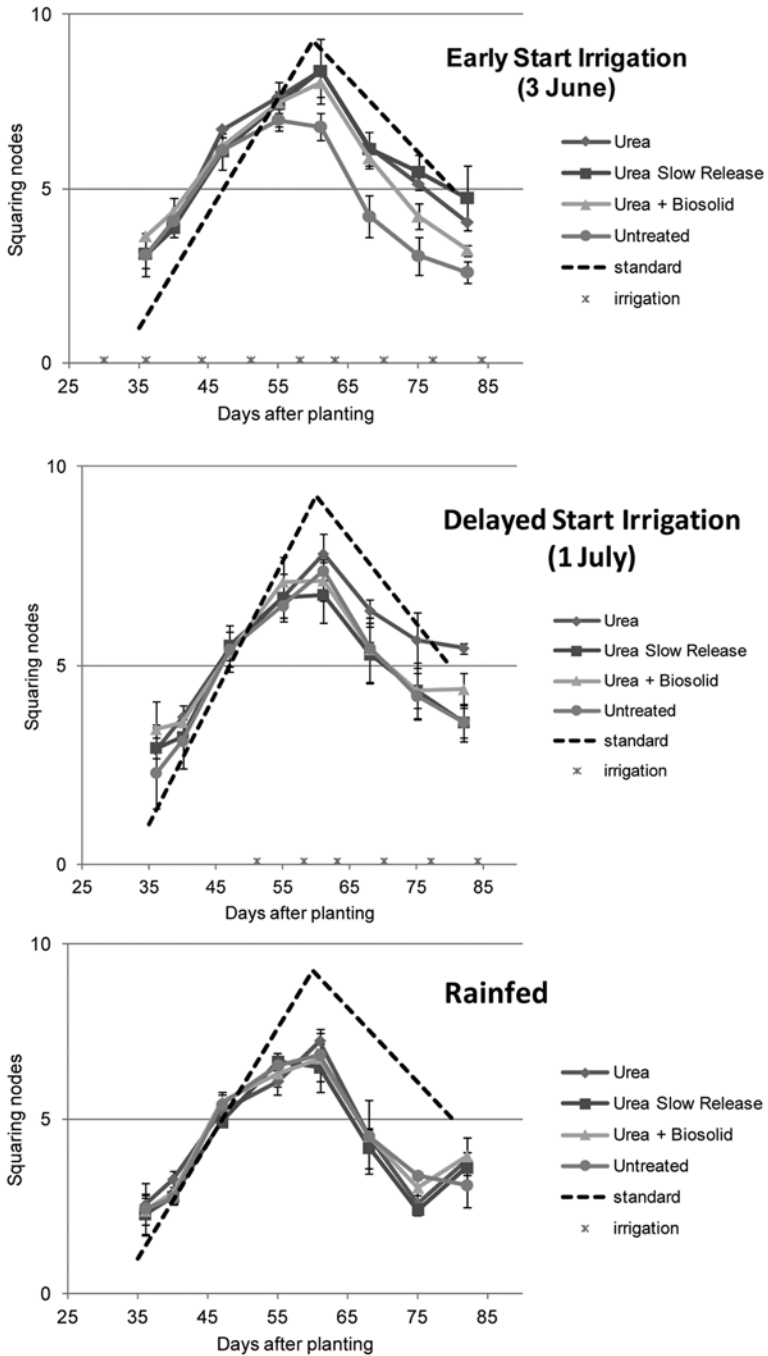 10
5
0
Squaring nodes
25 35 45 55 65 75 85
Days after planting
Early Start Irrigation
(3 June)
Urea
Urea Slow Release
Urea + Biosolid
Untreated
standard
irrigation
10
5
0
Squaring nodes
25 35 45 55 65 75 85
Days after planting
Delayed Start Irrigation
(1 July)
Urea
Urea Slow Release
Urea + Biosolid
Untreated
standard
irrigation
10
5
0
Squaring nodes
25 35 45 55 65 75 85
Days after planting
Rainfed
Urea
Urea Slow Release
Urea + Biosolid
Untreated
standard
irrigation